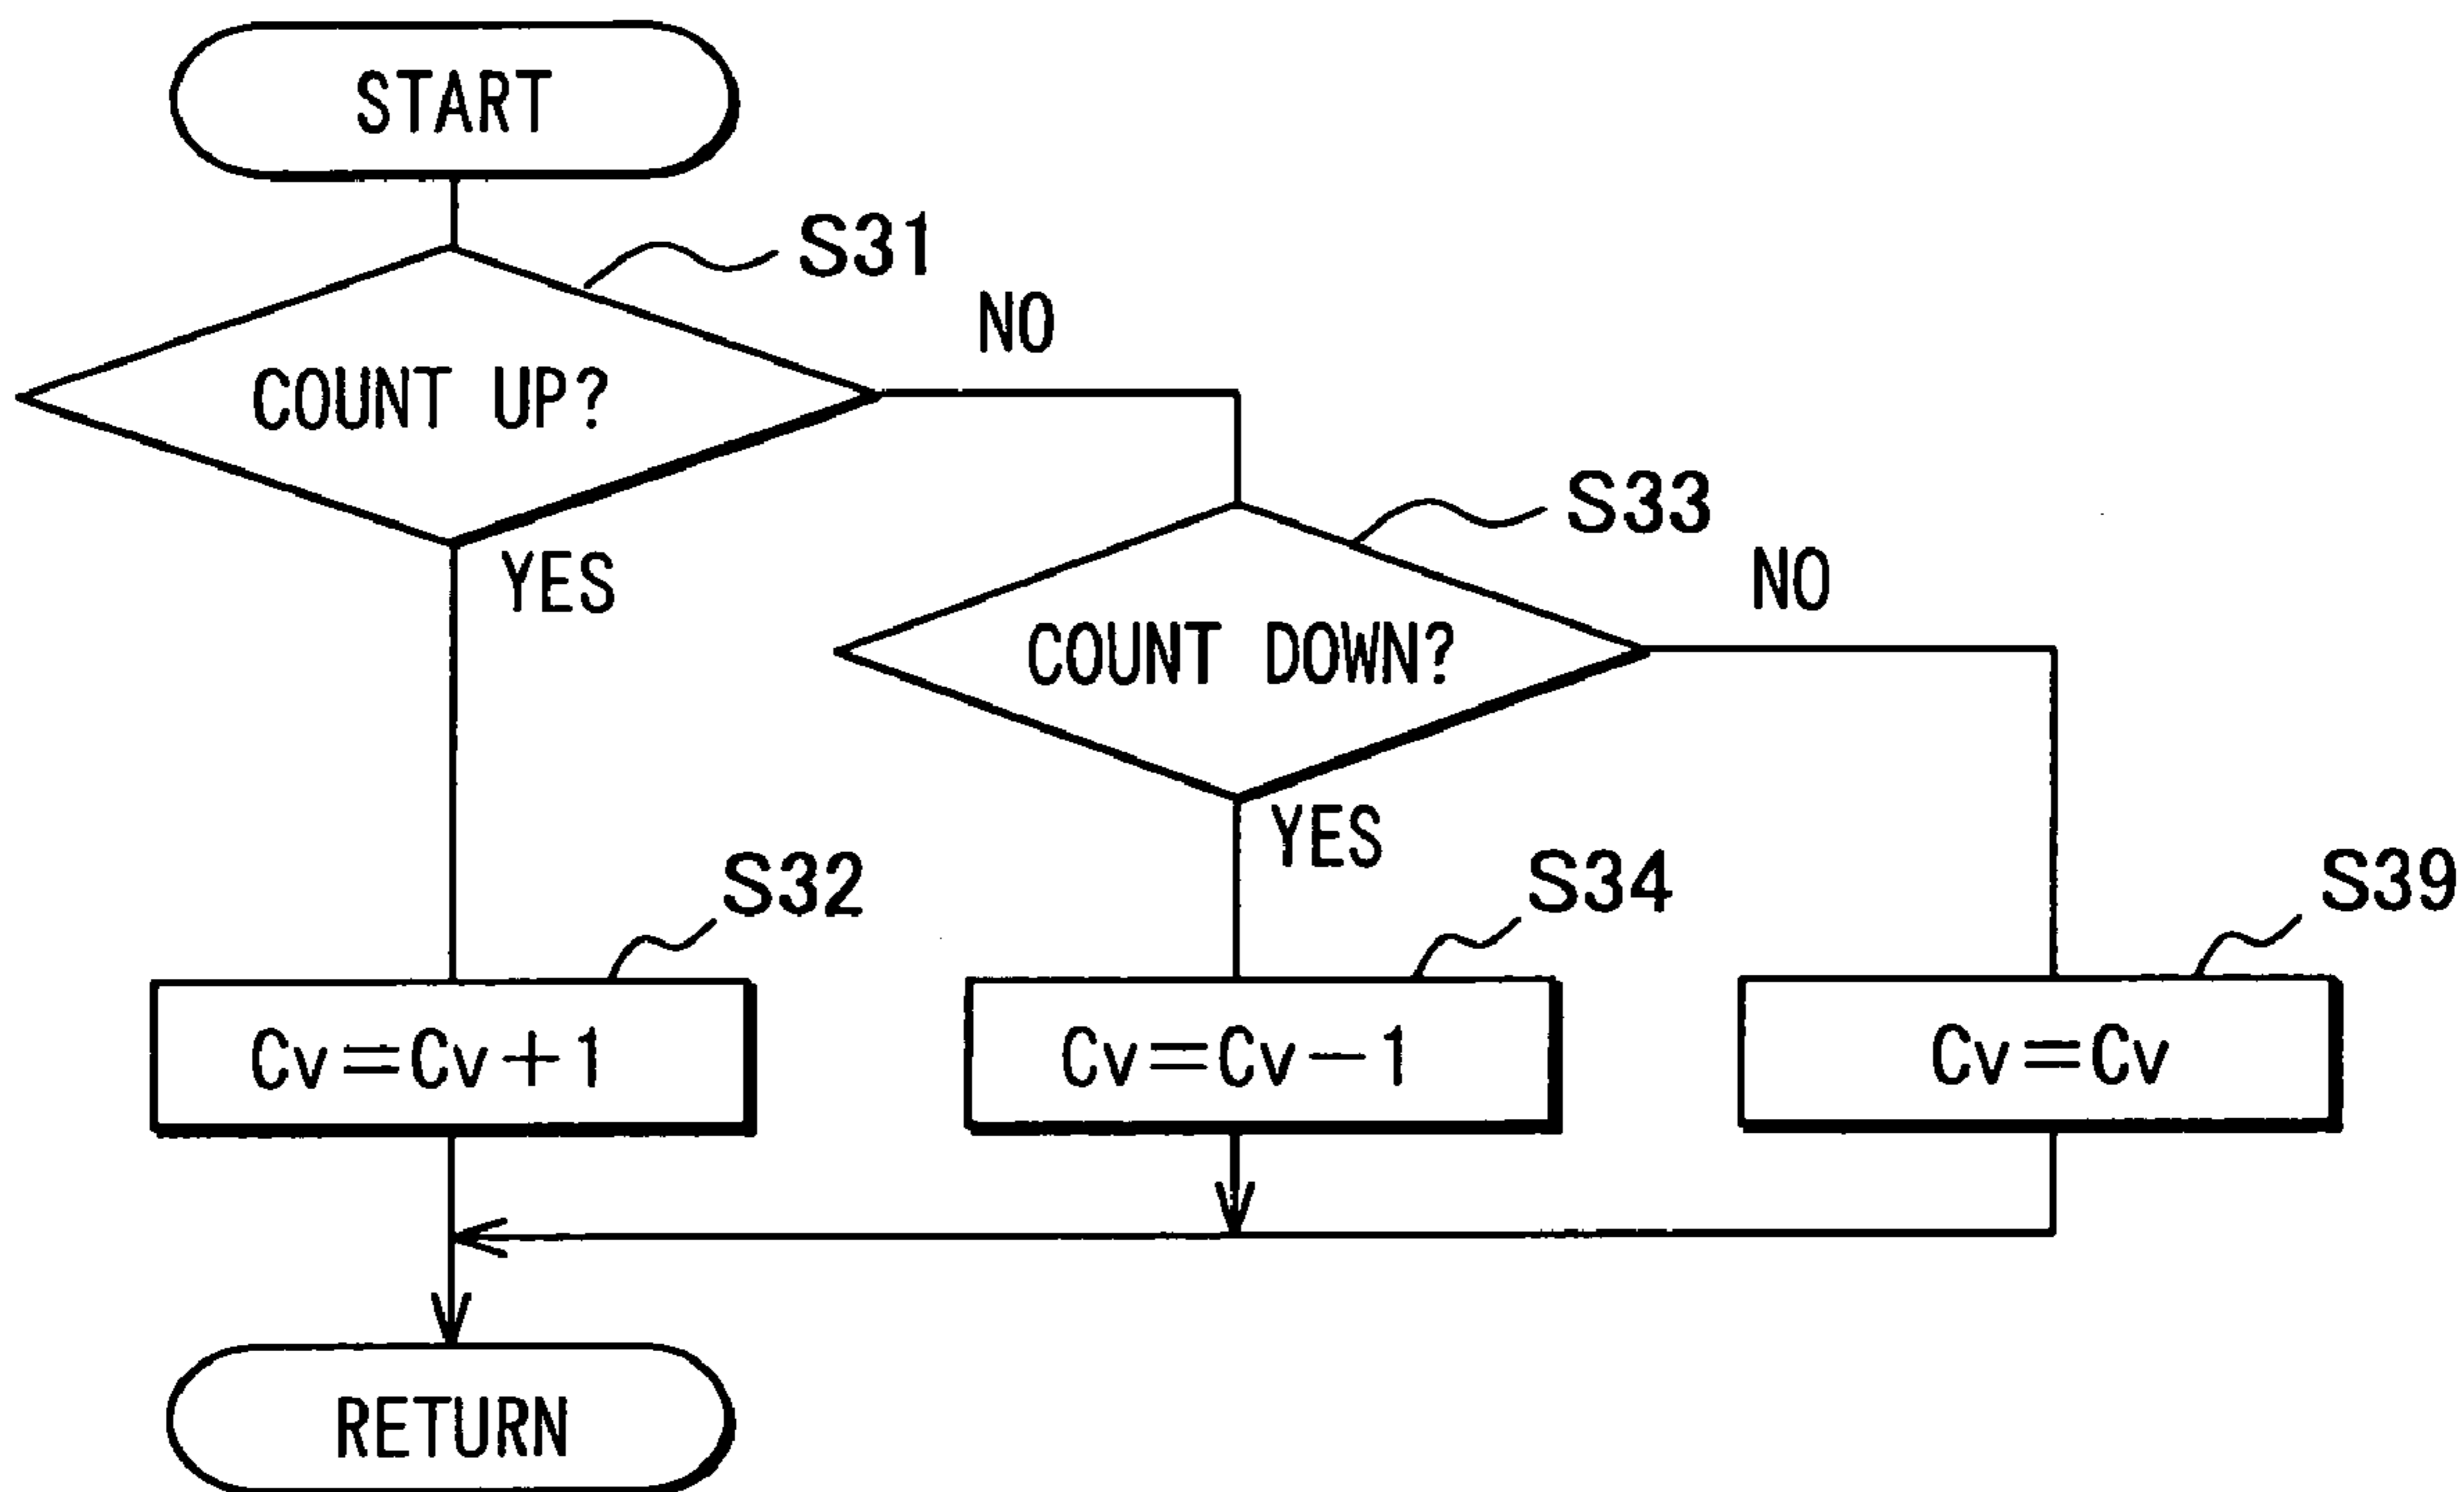 START
S31
NO
COUNT UP?
YES
S33
NO
COUNT DOWN?
YES
S32
S34
S39
Cv=Cv+1
Cv=Cv−1
Cv=Cv
RETURN